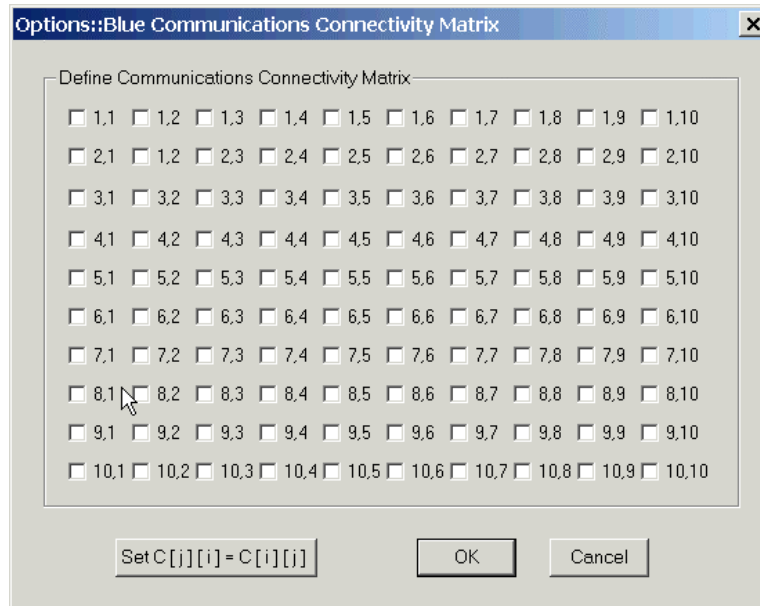 Options::Blue Communications Connectivity Matrix
Define Communications Connectivity Matrix
1,1 1,2 1,3 1,4 1,5 1,6 1,7 1,8 1,9 1,10
2,1 1,2 2,3 2,4 2,5 2,6 2,7 2,8 2,9 2,10
3,1 3,2 3,3 3,4 3,5 3,6 3,7 3,8 3,9 3,10
4,1 4,2 4,3 4,4 4,5 4,6 4,7 4,8 4,9 4,10
5,1 5,2 5,3 5,4 5,5 5,6 5,7 5,8 5,9 5,10
6,1 6,2 6,3 6,4 6,5 6,6 6,7 6,8 6,9 6,10
7,1 7,2 7,3 7,4 7,5 7,6 7,7 7,8 7,9 7,10
8,1 8,2 8,3 8,4 8,5 8,6 8,7 8,8 8,9 8,10
9,1 9,2 9,3 9,4 9,5 9,6 9,7 9,8 9,9 9,10
10,1 10,2 10,3 10,4 10,5 10,6 10,7 10,8 10,9 10,10
Set C [ j ] [ i ] = C [ i ] [ j ] OK Cancel